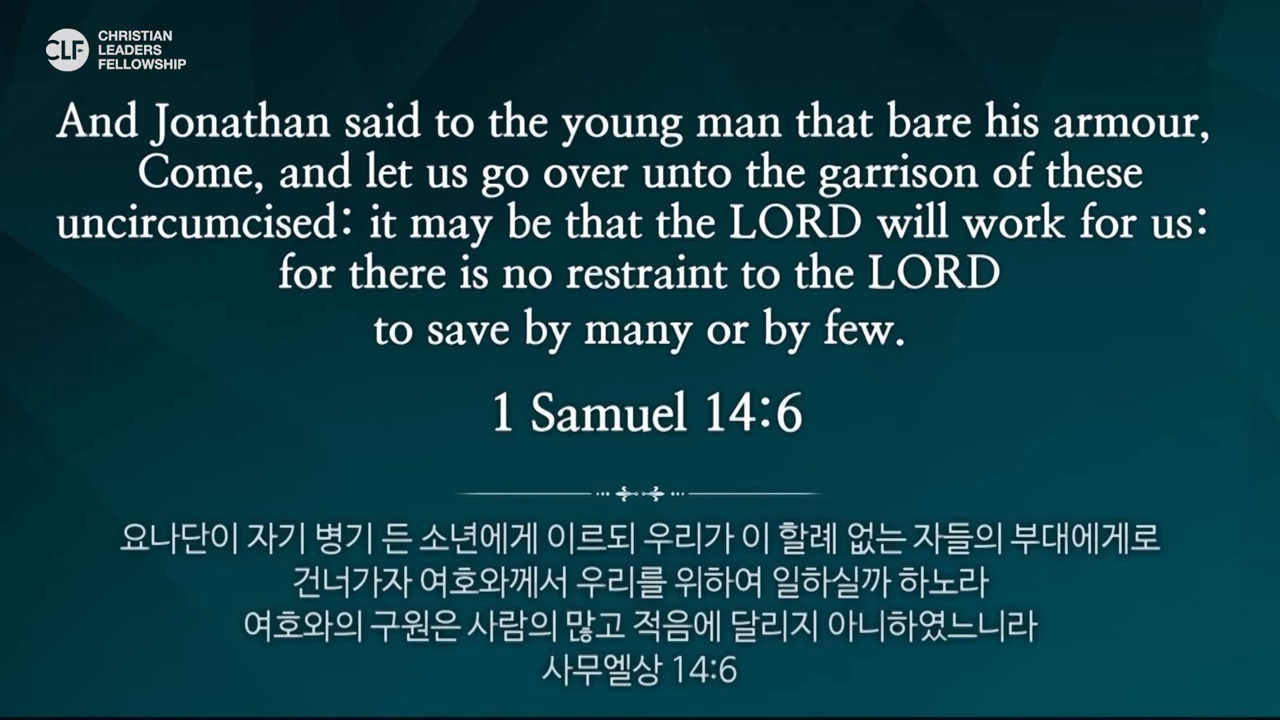 CLF
CHRISTIAN
LEADERS
FELLOWSHIP
And Jonathan said to the young man that bare his armour,
Come, and let us go over unto the garrison of these
uncircumcised: it may be that the LORD will work for us:
for there is no restraint to the LORD
to save by many or by few.
1 Samuel 14:6
요나단이 자기 병기 든 소년에게 이르되 우리가 이 할례 없는 자들의 부대에게로
건너가자 여호와께서 우리를 위하여 일하실까 하노라
여호와의 구원은 사람의 많고 적음에 달리지 아니하였느니라
사무엘상 14:6